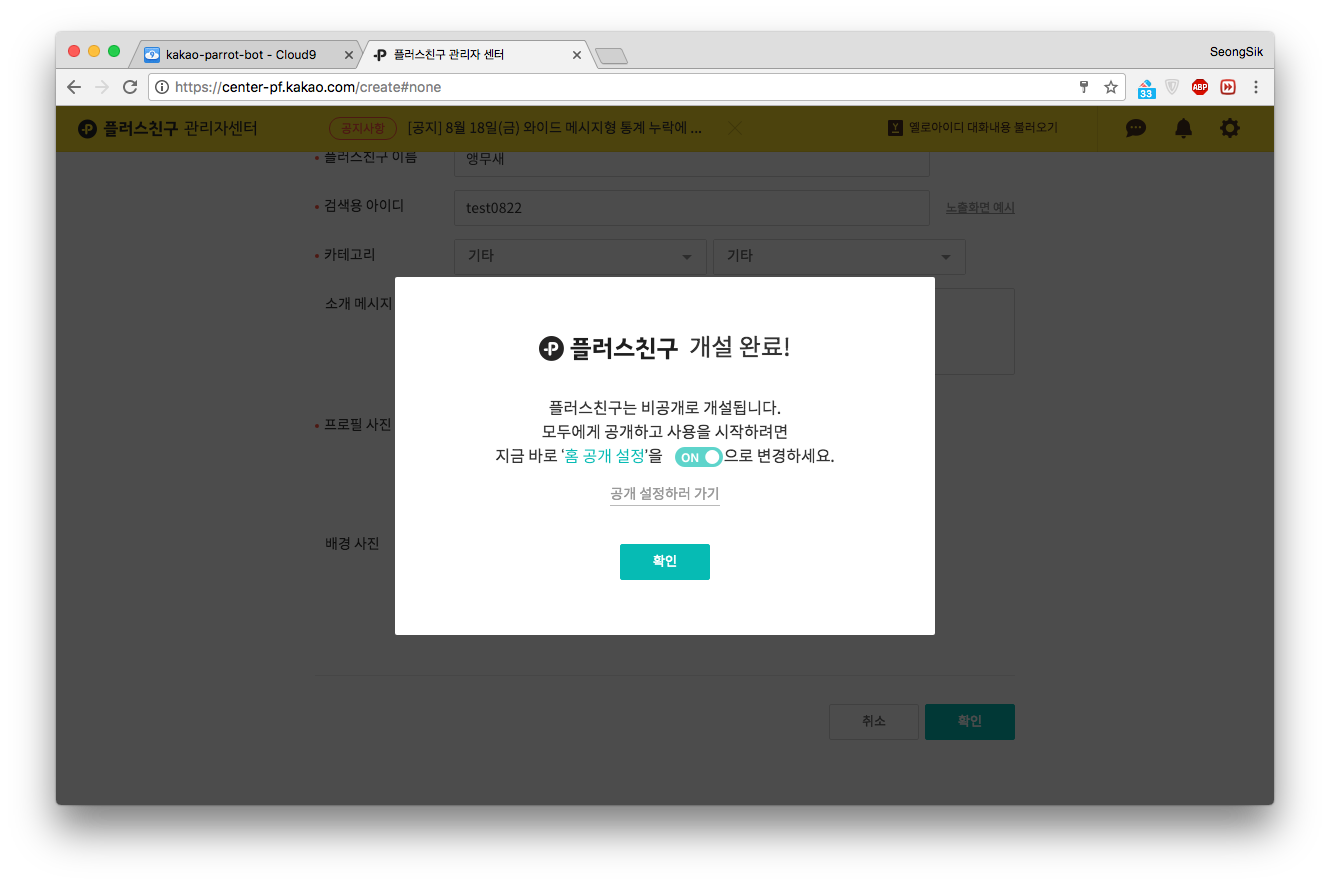 kakao-parrot-bot - Cloud9
플러스친구 관리자 센터
SeongSik
https://center-pf.kakao.com/create#none
33
ABP
플러스친구 관리자센터
공지사항
[공지] 8월 18일(금) 와이드 메시지형 통계 누락에 ...
Y 옐로아이디 대화내용 불러오기
플러스친구 이름
앵무새
검색용 아이디
test0822
노출화면 예시
카테고리
기타
기타
소개 메시지
플러스친구 개설 완료!
플러스친구는 비공개로 개설됩니다.
모두에게 공개하고 사용을 시작하려면
지금 바로 '홈 공개 설정'을 ON 으로 변경하세요.
공개 설정하러 가기
확인
프로필 사진
배경 사진
취소
확인